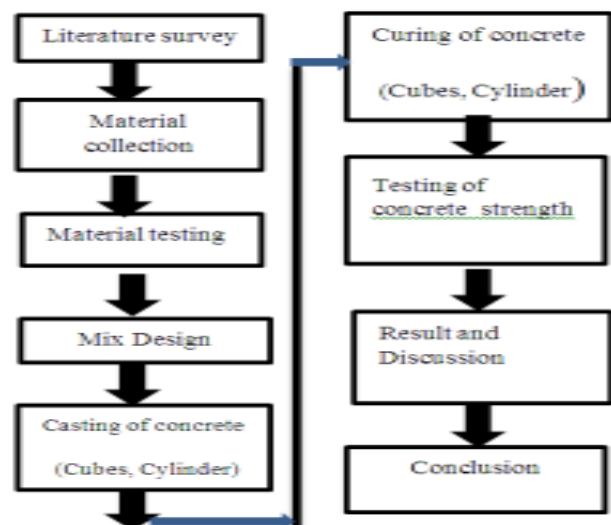 Literature survey
Material
collection
Material testing
Mix Design
Casting of concrete
(Cubes, Cylinder)
Curing of concrete
(Cubes, Cylinder)
Testing of
concrete strength
Result and
Discussion
Conclusion